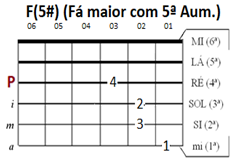 F(5#) (Fá maior com 5ª Aum.)
06 05 04 03 02 01
MI (6ª)
LÁ (5ª)
P 4 RÉ (4ª)
i 2 SOL (3ª)
m 3 SI (2ª)
a 1 mi (1ª)